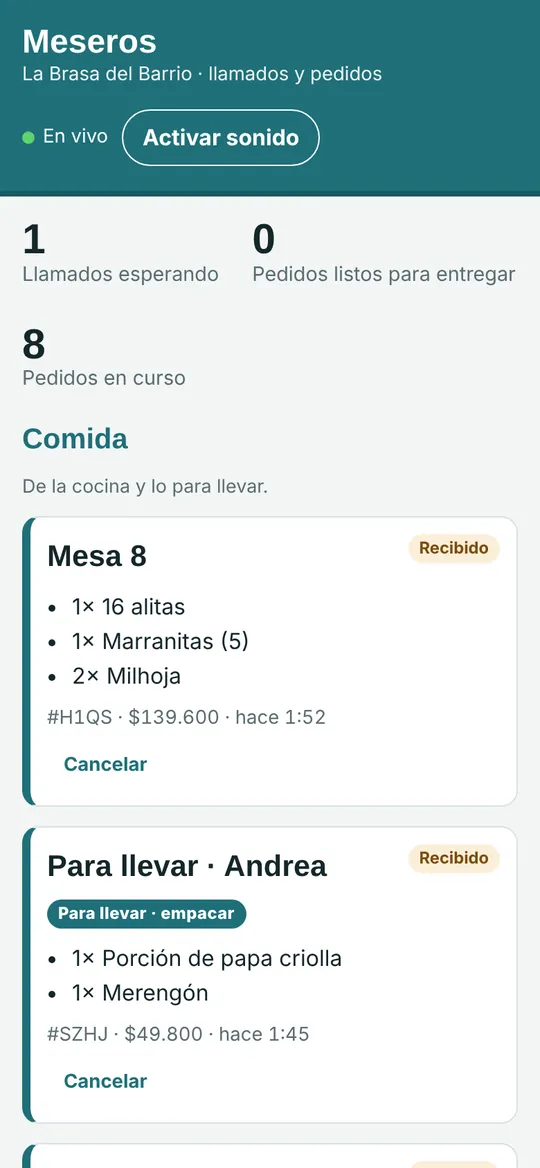 Meseros
La Brasa del Barrio · llamados y pedidos
En vivo
Activar sonido
1
Llamados esperando
0
Pedidos listos para entregar
8
Pedidos en curso
Comida
De la cocina y lo para llevar.
Mesa 8
Recibido
• 1× 16 alitas
• 1× Marranitas (5)
• 2× Milhoja
#H1QS · $139.600 · hace 1:52
Cancelar
Para llevar · Andrea
Recibido
Para llevar · empacar
• 1× Porción de papa criolla
• 1× Merengón
#SZHJ · $49.800 · hace 1:45
Cancelar